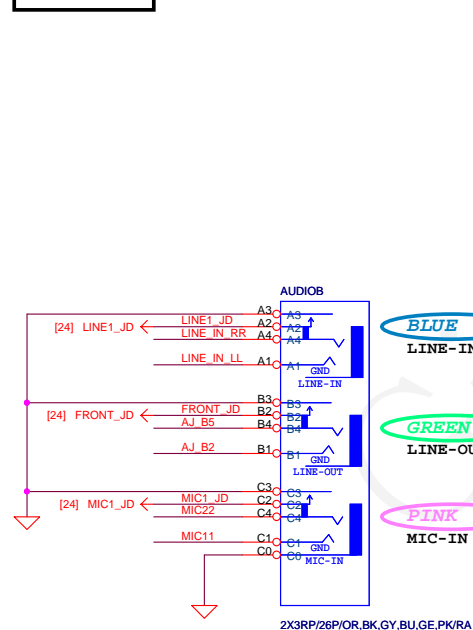 AUDIOB
A3 A3
[24] LINE1_JD LINE1_JD A2 A2
LINE_IN_RR A4 A4
BLUE
LINE-IN
LINE_IN_LL A1 A1
GND
LINE-IN
B3 B3
[24] FRONT_JD FRONT_JD B2 B2
AJ_B5 B4 B4
GREEN
LINE-OU
AJ_B2 B1 B1
GND
LINE-OUT
C3 C3
[24] MIC1_JD MIC1_JD C2 C2
MIC22 C4 C4
PINK
MIC-IN
MIC11 C1 C1
GND
C0 C0
MIC-IN
2X3RP/26P/OR,BK,GY,BU,GE,PK/RA